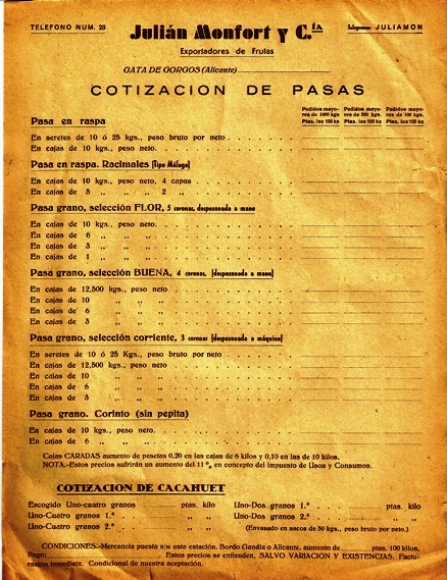 TELEFONO NUM. 28
Julián Monfort y C.ía
Telegramas: JULIAMON
Exportadores de Frutas
GATA DE GORGOS (Alicante)
COTIZACION DE PASAS
Pedidos mayores de 1000 kgs Ptas. los 100 ks
Pedidos mayores de 500 kgs. Ptas. los 100 ks
Pedidos mayores de 100 kgs. Ptas. los 100 ks
Pasa en raspa
En seretes de 10 ó 25 kgs., peso bruto por neto
En cajas de 10 kgs., peso neto.
Pasa en raspa. Racimales (Tipo Málaga)
En cajas de 10 kgs., peso neto, 4 capas
En cajas de 5 „ „ 2 „
Pasa grano, selección FLOR, 5 coronas, despezonada a mano
En cajas de 10 kgs., peso neto.
En cajas de 6 „ „ „
En cajas de 3 „ „ „
En cajas de 1 „ „ „
Pasa grano, selección BUENA, 4 coronas, (despezonada a mano)
En cajas de 12,500 kgs., peso neto
En cajas de 10 „ „ „
En cajas de 6 „ „ „
En cajas de 3 „ „ „
Pasa grano, selección corriente, 3 coronas (despezonada a máquina)
En seretes de 10 ó 25 Kgs., peso bruto por neto
En cajas de 12,500 kgs., peso neto
En cajas de 10 „ „ „
En cajas de 6 „ „ „
En cajas de 3 „ „ „
Pasa grano. Corinto (sin pepita)
En cajas de 10 kgs., peso neto.
En cajas de 6 „ „ „
Cajas CARADAS aumento de pesetas 0,20 en las cajas de 6 kilos y 0,10 en las de 10 kilos.
NOTA.-Estos precios sufrirán un aumento del 11 % en concepto del impuesto de Usos y Consumos.
COTIZACION DE CACAHUET
Escogido Uno-cuatro granos ptas. kilo
Uno-Dos granos 1.ª ptas. kilo
Uno-Cuatro granos 1.ª „ „
Uno-Dos granos 2.ª „ „
Uno-Cuatro granos 2.ª „ „
(Envasado en sacos de 50 kgs., peso bruto por neto.)
CONDICIONES.-Mercancía puesta s/w esta estación. Bordo Gandía o Alicante, aumento de ptas. 100 kilos.
Pago: Estos precios se entienden, SALVO VARIACION Y EXISTENCIAS, Facturación inmediata. Condicional de nuestra aceptación.